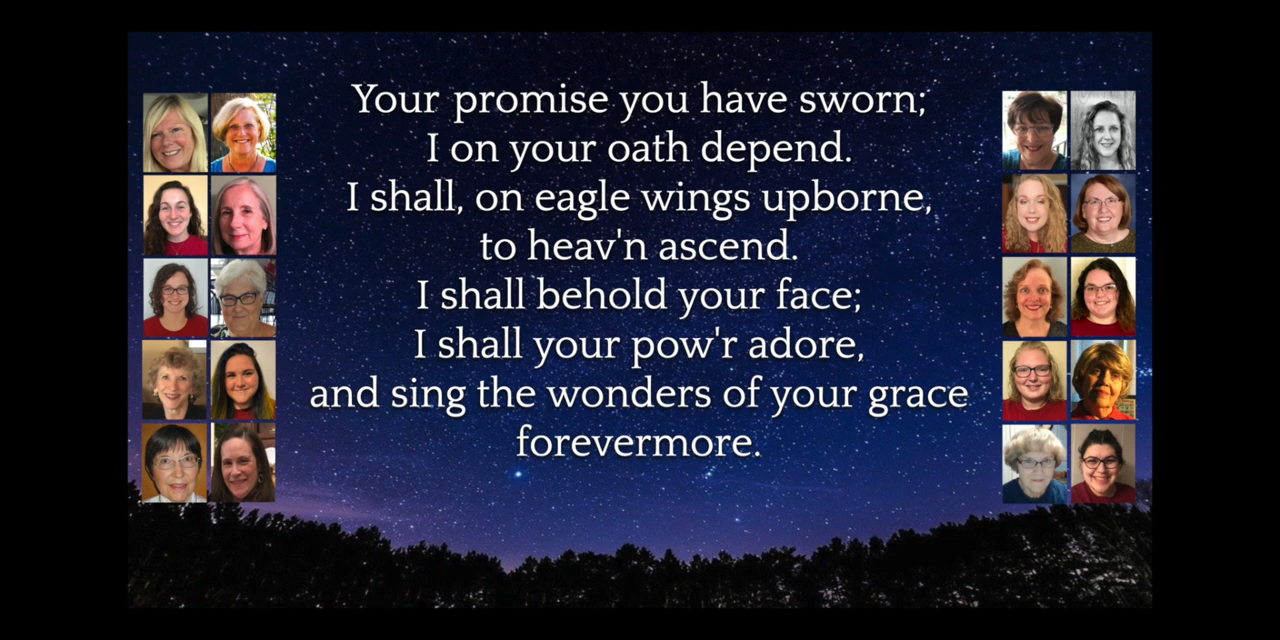 Your promise you have sworn;
I on your oath depend.
I shall, on eagle wings upborne,
to heav'n ascend.
I shall behold your face;
I shall your pow'r adore,
and sing the wonders of your grace
forevermore.